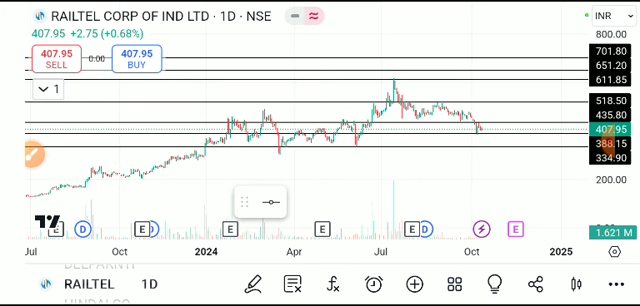 RAILTEL CORP OF IND LTD · 1D · NSE
INR
407.95 +2.75 (+0.68%)
800.00
407.95
SELL
0.00
407.95
BUY
701.80
651.20
611.85
1
518.50
435.80
407.95
388.15
334.90
200.00
E D E D E E E D E
1.621 M
Jul Oct 2024 Apr Jul Oct 2025
RAILTEL 1D